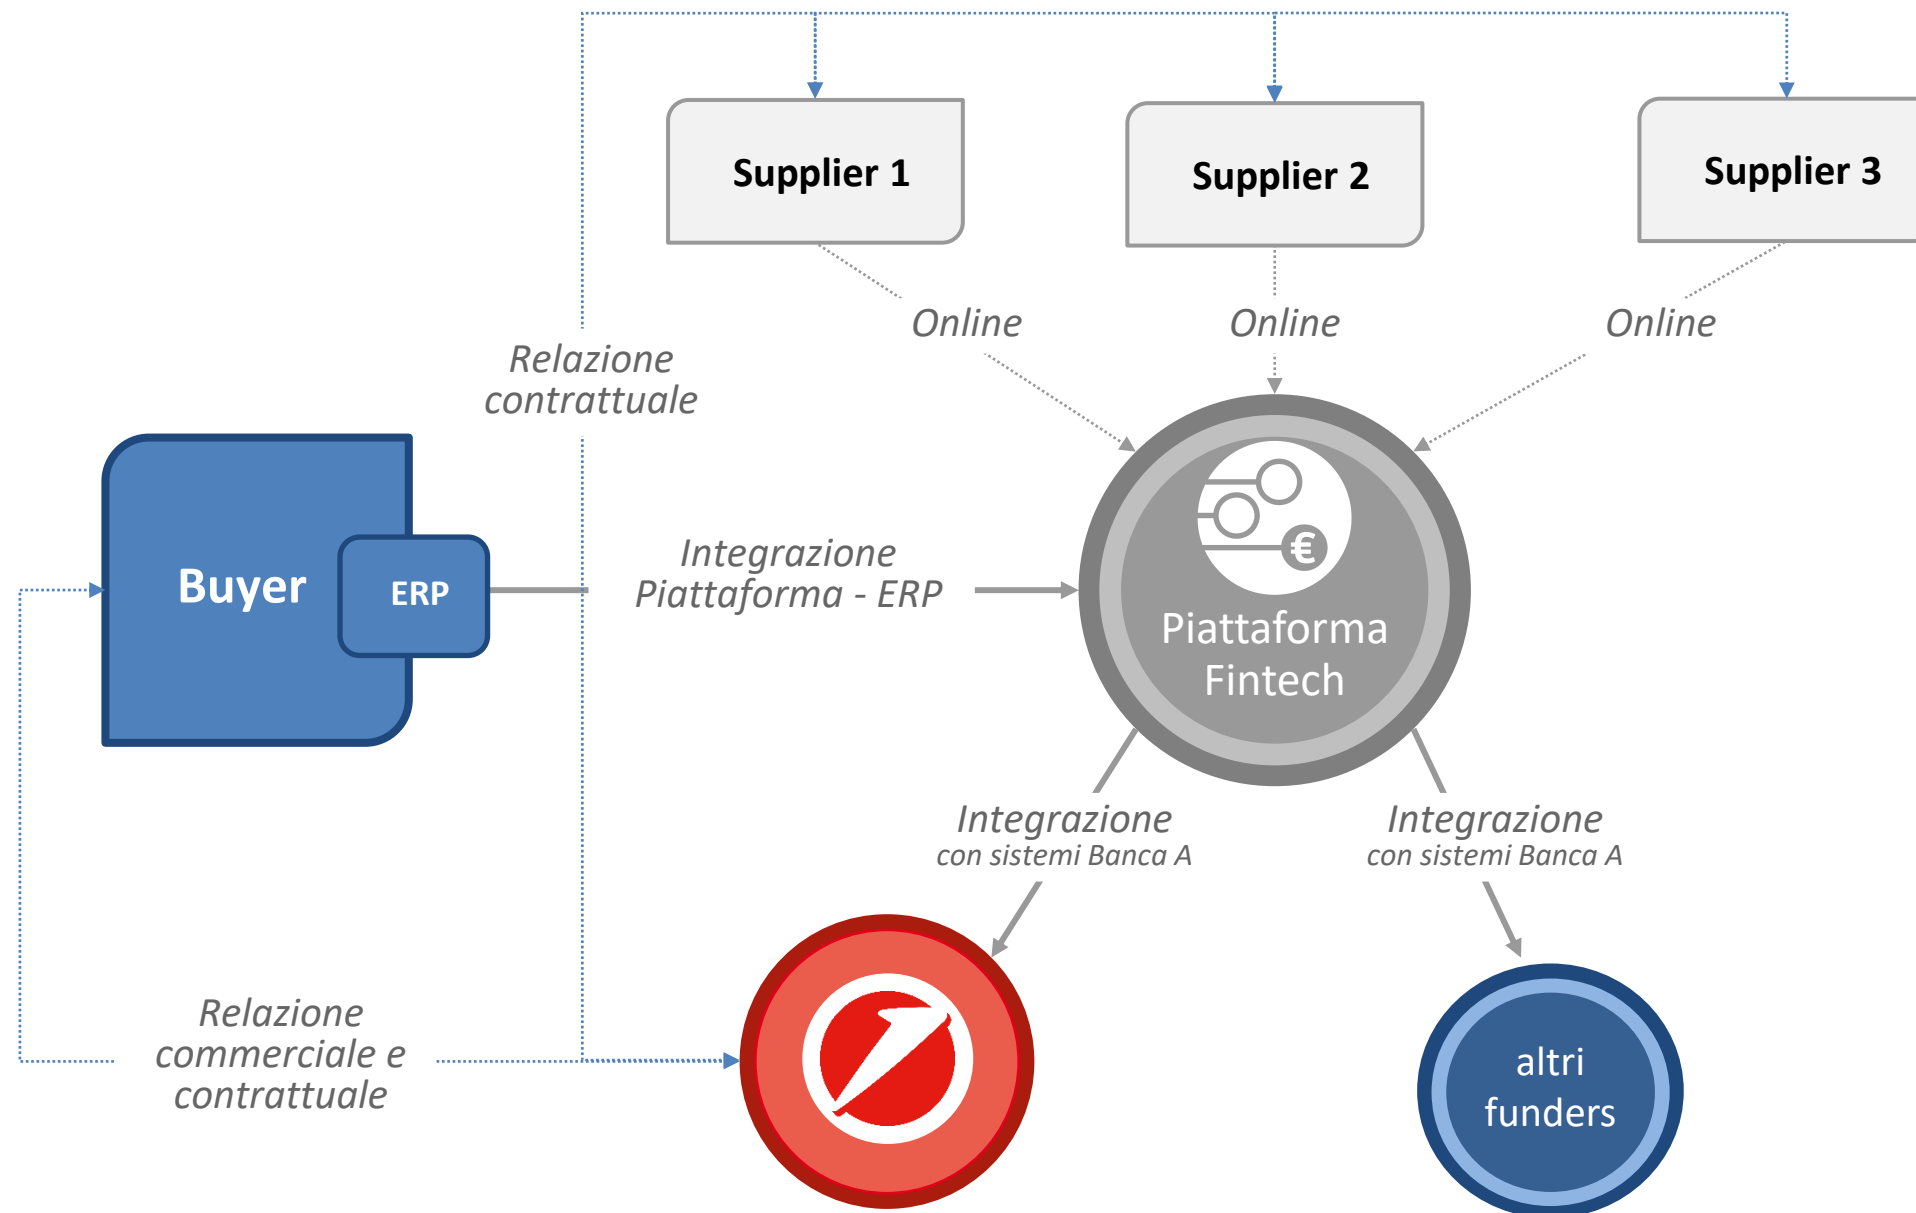 Supplier 1
Supplier 2
Supplier 3
Online
Online
Online
Relazione
contrattuale
Buyer
ERP
Integrazione
Piattaforma - ERP
€
Piattaforma
Fintech
Integrazione
con sistemi Banca A
Integrazione
con sistemi Banca A
Relazione
commerciale e
contrattuale
altri
funders